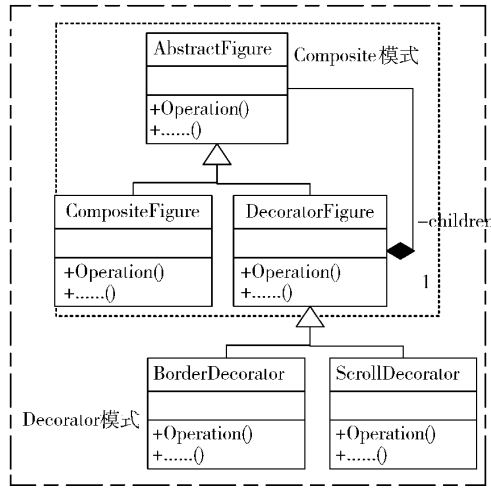 AbstractFigure
Composite模式
+Operation()
+......()
CompositeFigure
DecoratorFigure
-children
+Operation()
+......()
+Operation()
+......()
1
BorderDecorator
ScrollDecorator
Decorator模式
+Operation()
+......()
+Operation()
+......()